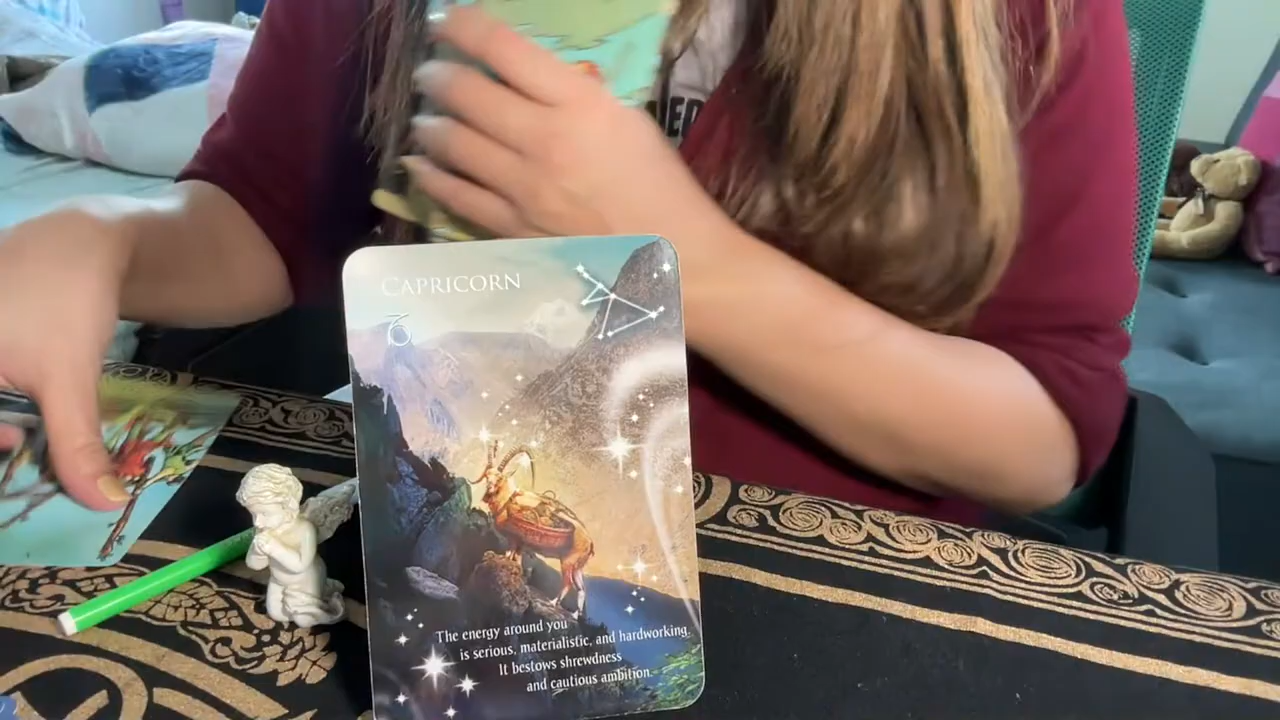 CAPRICORN
The energy around you
is serious, materialistic, and hardworking.
It bestows shrewdness
and cautious ambition.